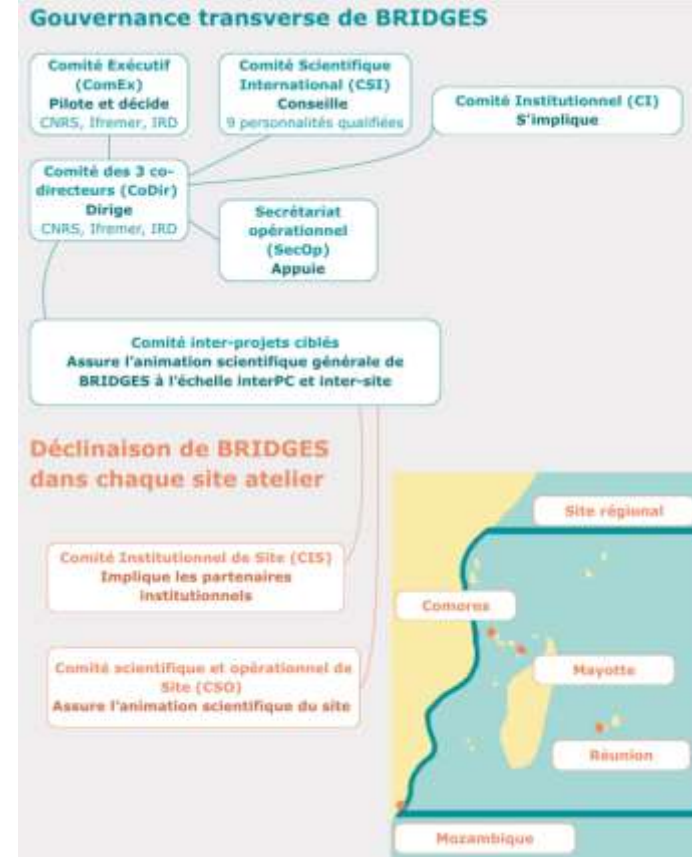 Gouvernance transverse de BRIDGES
Comité Exécutif
(ComEx)
Pilote et décide
CNRS, Ifremer, IRD
Comité Scientifique
International (CSI)
Conseille
9 personnalités qualifiées
Comité Institutionnel (CI)
S'implique
Comité des 3 co-
directeurs (CoDir)
Dirige
CNRS, Ifremer, IRD
Secrétariat
opérationnel
(SecOp)
Appuie
Comité inter-projets ciblés
Assure l'animation scientifique générale de
BRIDGES à l'échelle interPC et inter-site
Déclinaison de BRIDGES
dans chaque site atelier
Comité Institutionnel de Site (CIS)
Implique les partenaires
institutionnels
Comité scientifique et opérationnel de
Site (CSO)
Assure l'animation scientifique du site
Site régional
Comores
Mayotte
Réunion
Mozambique